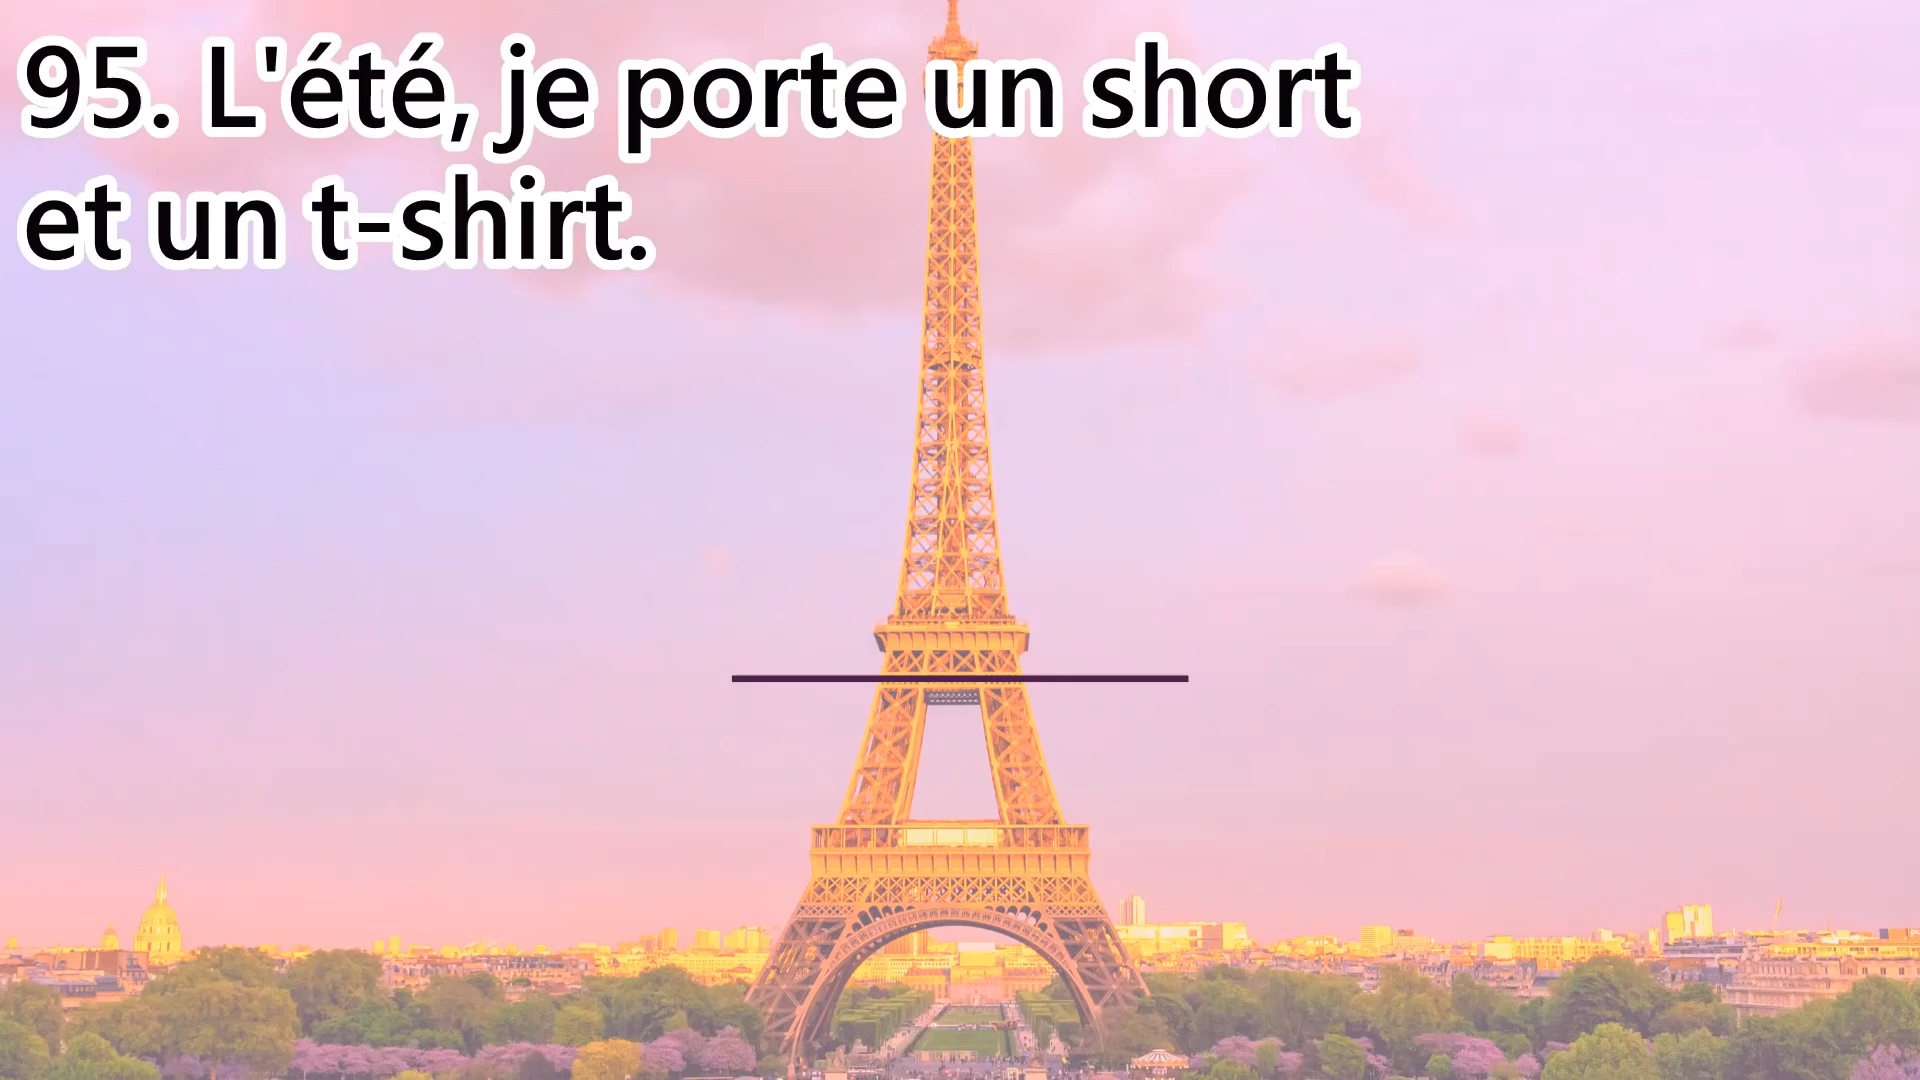 95. L'été, je porte un short
et un t-shirt.